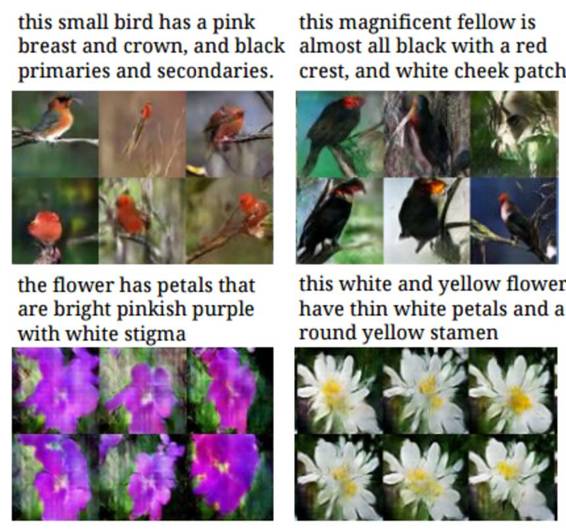 this small bird has a pink
breast and crown, and black
primaries and secondaries.
this magnificent fellow is
almost all black with a red
crest, and white cheek patch
the flower has petals that
are bright pinkish purple
with white stigma
this white and yellow flower
have thin white petals and a
round yellow stamen